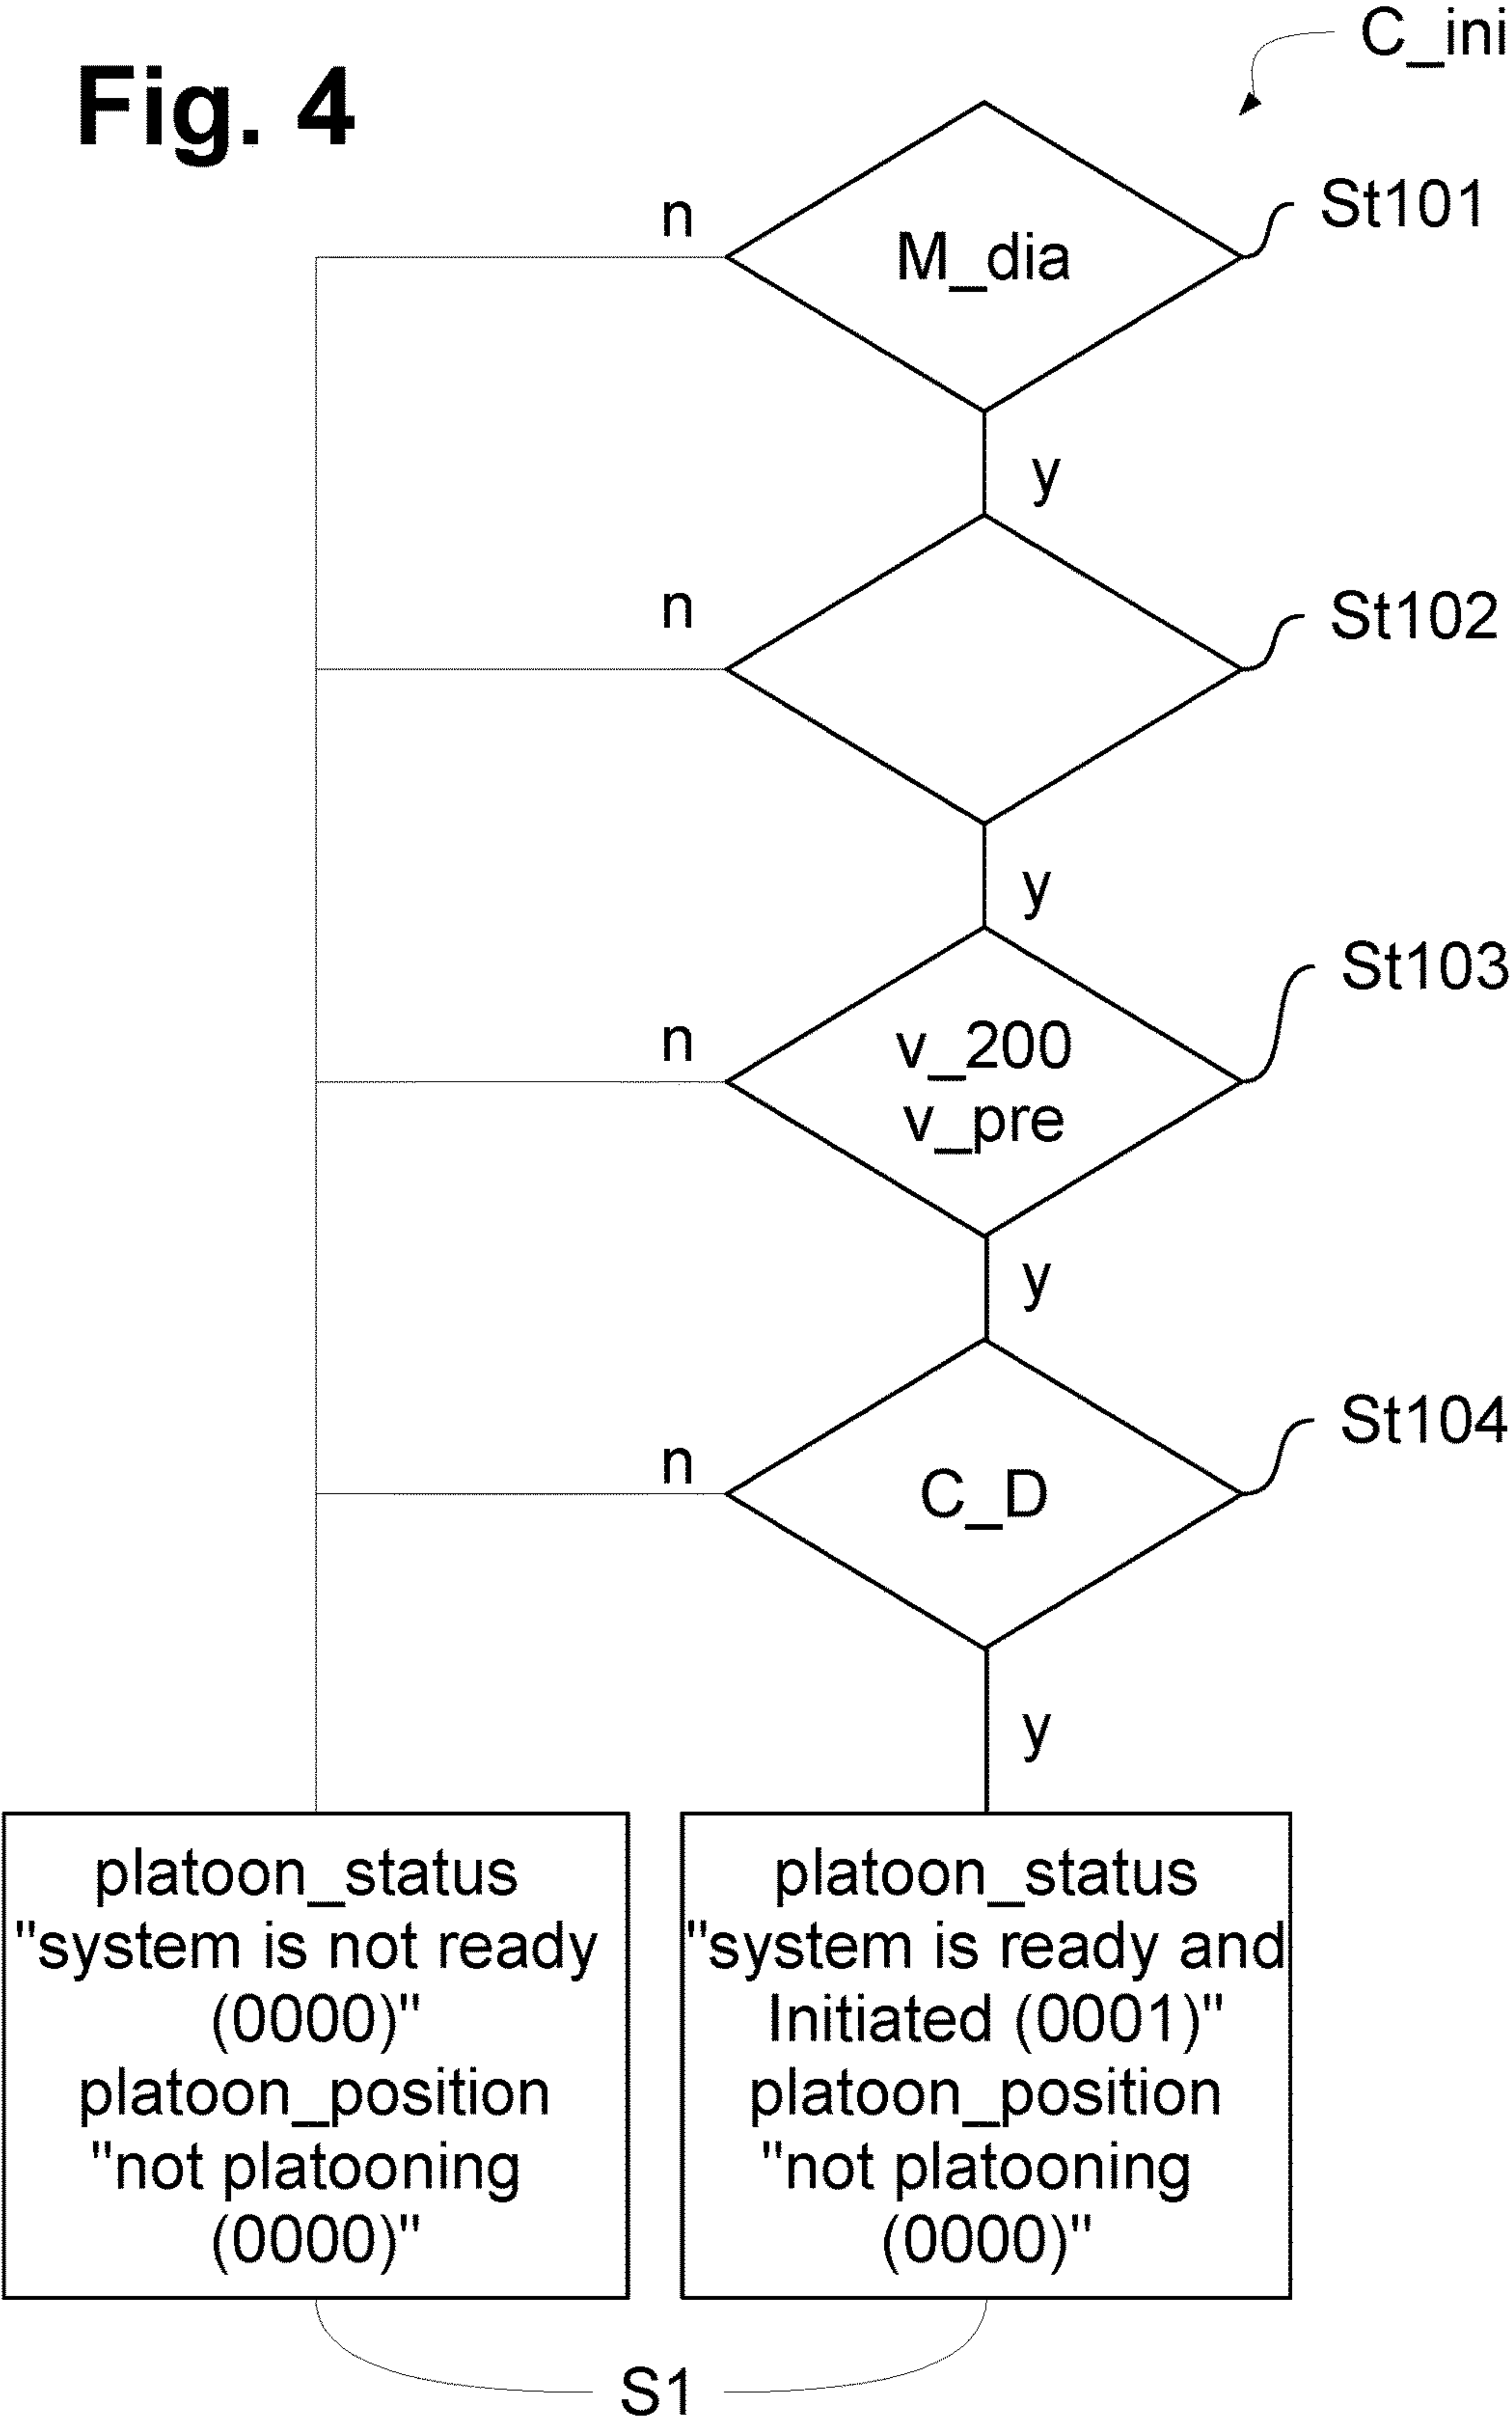 Fig. 4
C_ini
St101
n
M_dia
y
St102
n
y
St103
n
v_200
v_pre
y
St104
n
C_D
y
platoon_status
"system is not ready
(0000)"
platoon_position
"not platooning
(0000)"
platoon_status
"system is ready and
Initiated (0001)"
platoon_position
"not platooning
(0000)"
S1